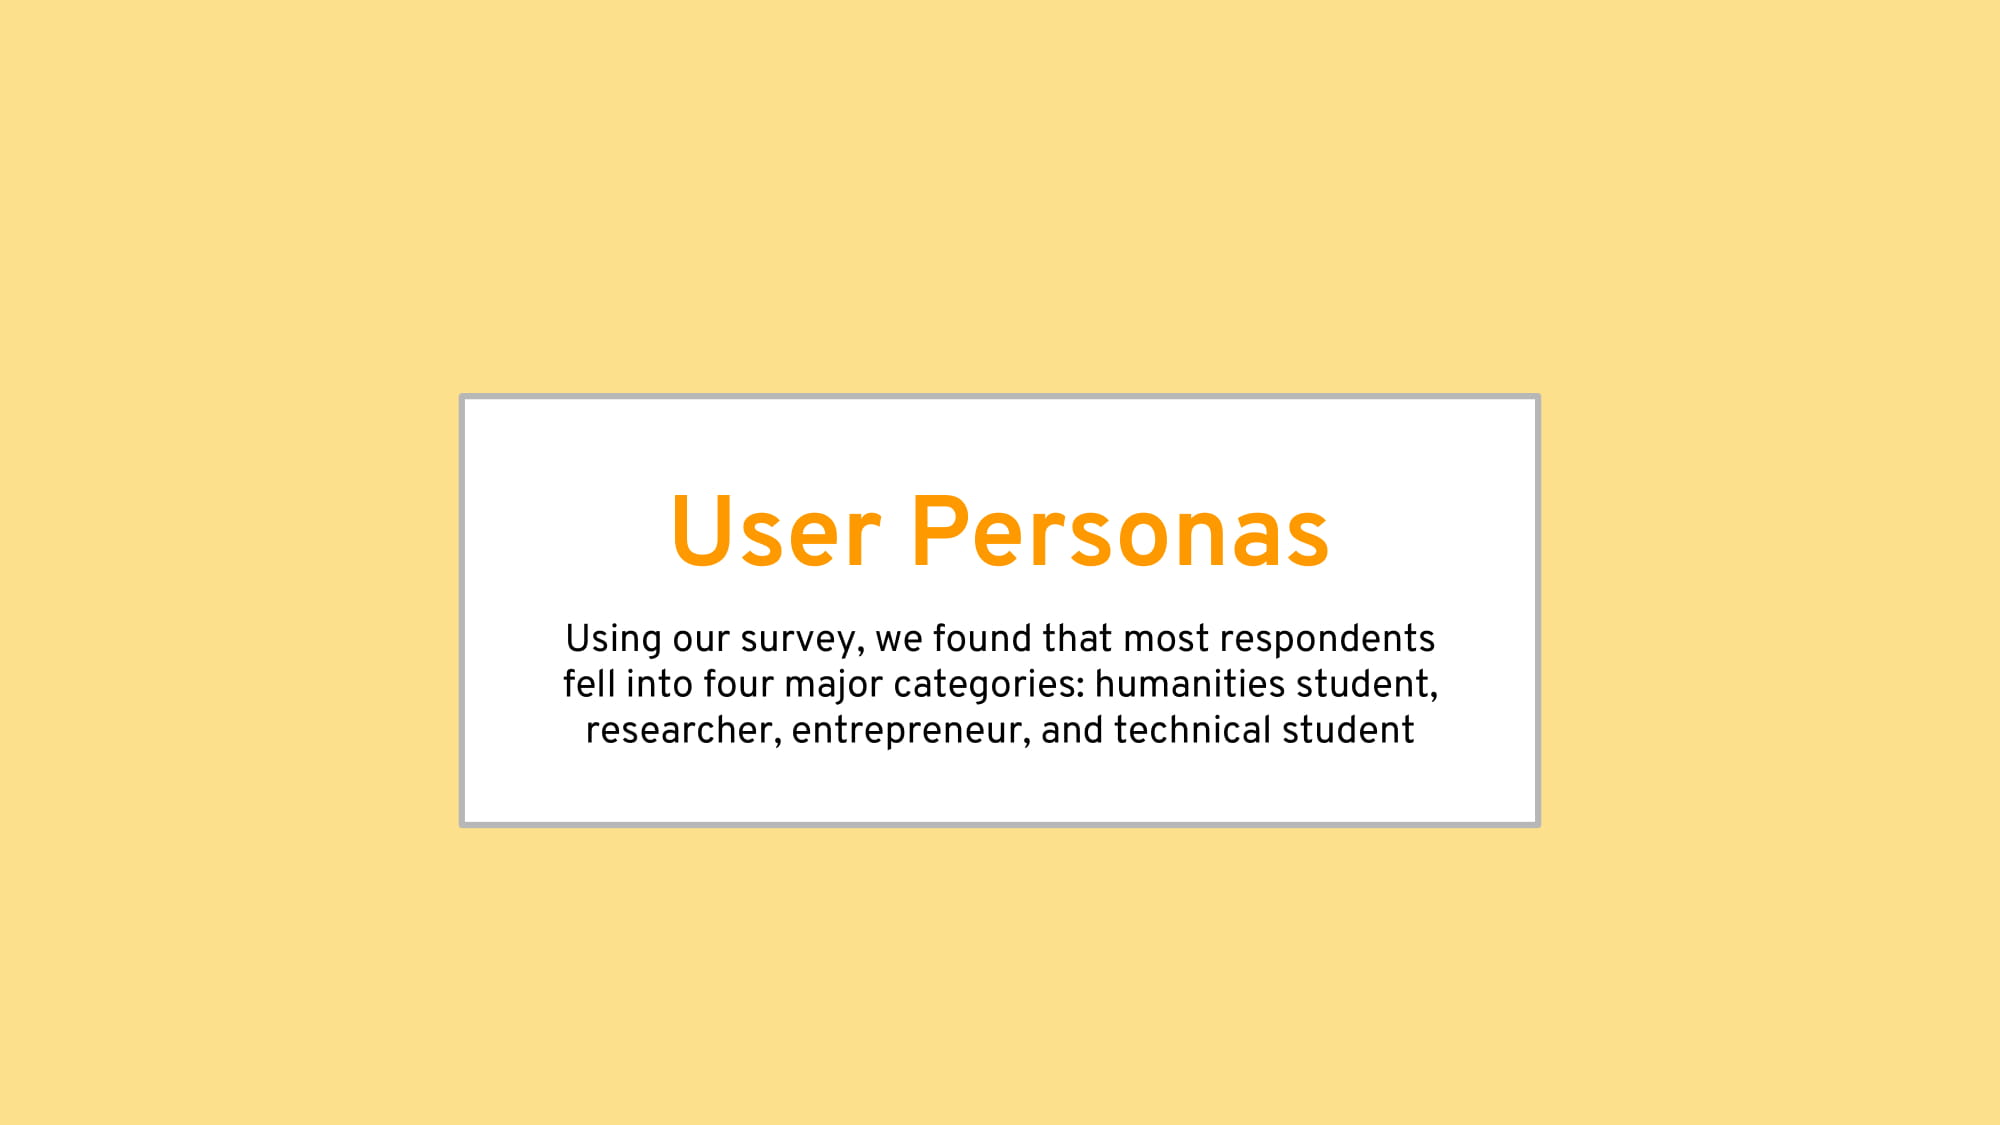 User Personas
Using our survey, we found that most respondents
fell into four major categories: humanities student,
researcher, entrepreneur, and technical student